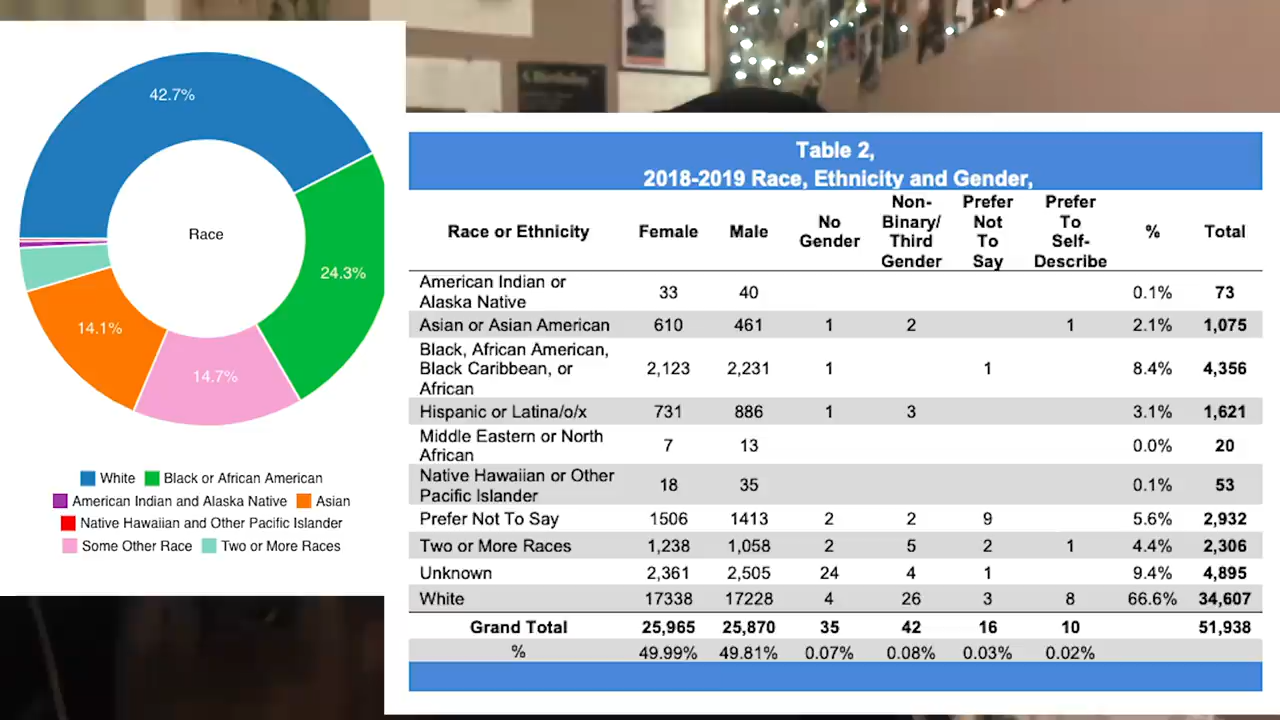 42.7%
Race
24.3%
14.1%
14.7%
White Black or African American
American Indian and Alaska Native Asian
Native Hawaiian and Other Pacific Islander
Some Other Race Two or More Races
Table 2,
2018-2019 Race, Ethnicity and Gender,
Race or Ethnicity Female Male No Gender Non-Binary/ Third Gender Prefer Not To Say Prefer To Self-Describe % Total
American Indian or
Alaska Native 33 40 0.1% 73
Asian or Asian American 610 461 1 2 1 2.1% 1,075
Black, African American,
Black Caribbean, or 2,123 2,231 1 1 8.4% 4,356
African
Hispanic or Latina/o/x 731 886 1 3 3.1% 1,621
Middle Eastern or North
African 7 13 0.0% 20
Native Hawaiian or Other
Pacific Islander 18 35 0.1% 53
Prefer Not To Say 1506 1413 2 2 9 5.6% 2,932
Two or More Races 1,238 1,058 2 5 2 1 4.4% 2,306
Unknown 2,361 2,505 24 4 1 9.4% 4,895
White 17338 17228 4 26 3 8 66.6% 34,607
Grand Total 25,965 25,870 35 42 16 10 51,938
% 49.99% 49.81% 0.07% 0.08% 0.03% 0.02%